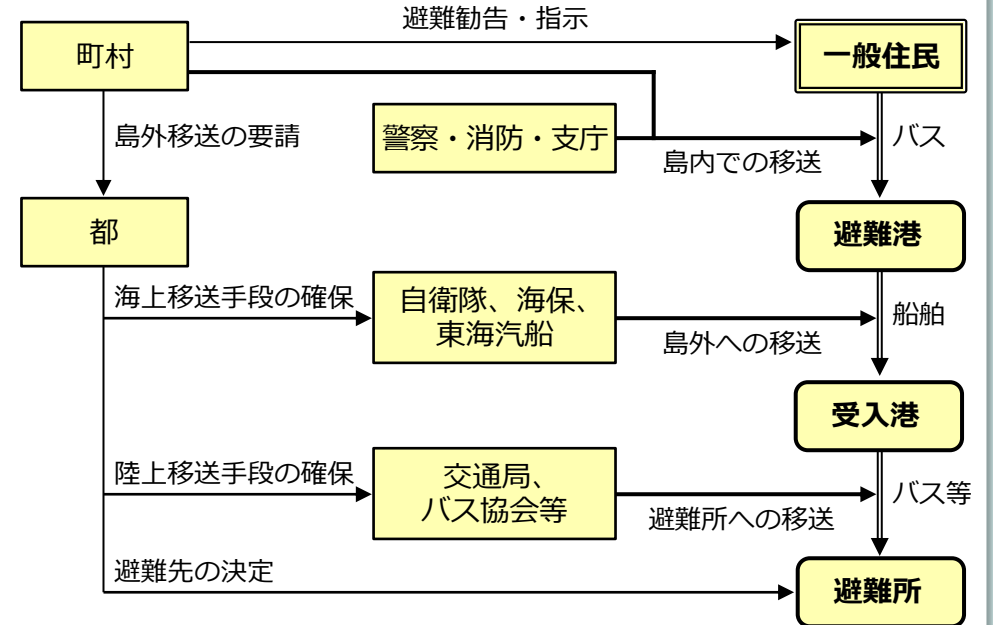 避難勧告・指示
町村
一般住民
島外移送の要請
警察・消防・支庁
バス
島内での移送
都
避難港
海上移送手段の確保
自衛隊、海保、
東海汽船
船舶
島外への移送
受入港
陸上移送手段の確保
交通局、
バス協会等
バス等
避難所への移送
避難先の決定
避難所